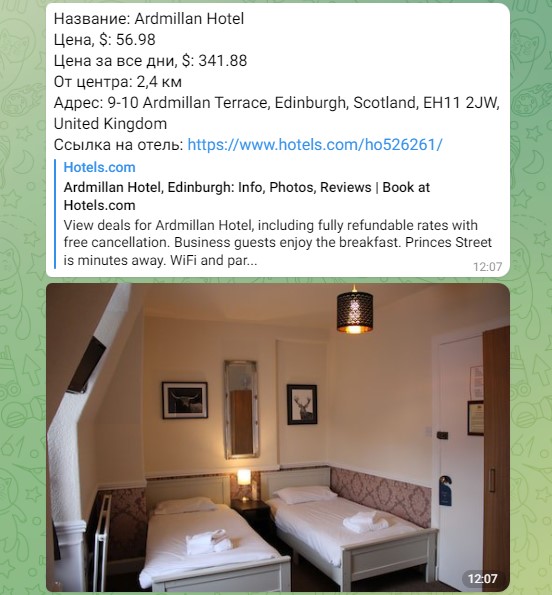 Название: Ardmillan Hotel
Цена, $: 56.98
Цена за все дни, $: 341.88
От центра: 2,4 км
Адрес: 9-10 Ardmillan Terrace, Edinburgh, Scotland, EH11 2JW,
United Kingdom
Ссылка на отель: https://www.hotels.com/ho526261/
Hotels.com
Ardmillan Hotel, Edinburgh: Info, Photos, Reviews | Book at
Hotels.com
View deals for Ardmillan Hotel, including fully refundable rates with
free cancellation. Business guests enjoy the breakfast. Princes Street
is minutes away. WiFi and par...
12:07
12:07